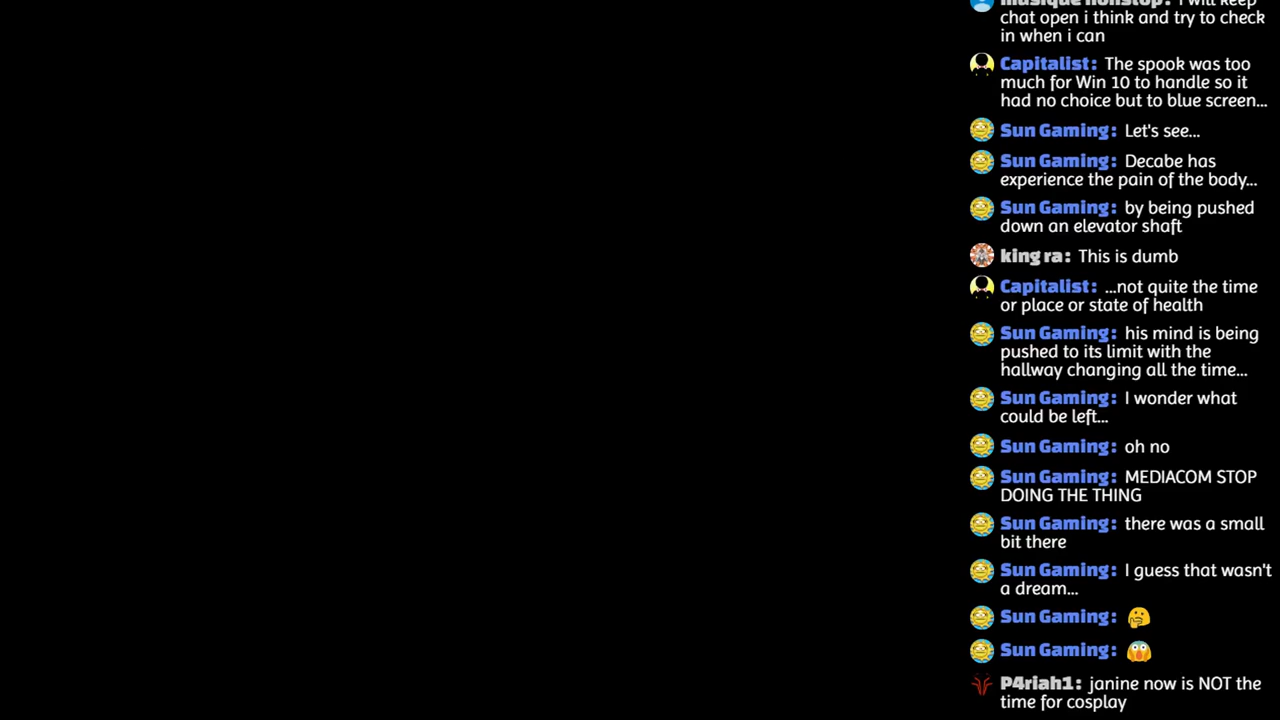 musique nonstop: I will keep
chat open i think and try to check
in when i can
Capitalist: The spook was too
much for Win 10 to handle so it
had no choice but to blue screen...
Sun Gaming: Let's see...
Sun Gaming: Decabe has
experience the pain of the body...
Sun Gaming: by being pushed
down an elevator shaft
king ra: This is dumb
Capitalist: ...not quite the time
or place or state of health
Sun Gaming: his mind is being
pushed to its limit with the
hallway changing all the time...
Sun Gaming: I wonder what
could be left...
Sun Gaming: oh no
Sun Gaming: MEDIACOM STOP
DOING THE THING
Sun Gaming: there was a small
bit there
Sun Gaming: I guess that wasn't
a dream...
Sun Gaming: 🤔
Sun Gaming: 😱
P4riah1: janine now is NOT the
time for cosplay